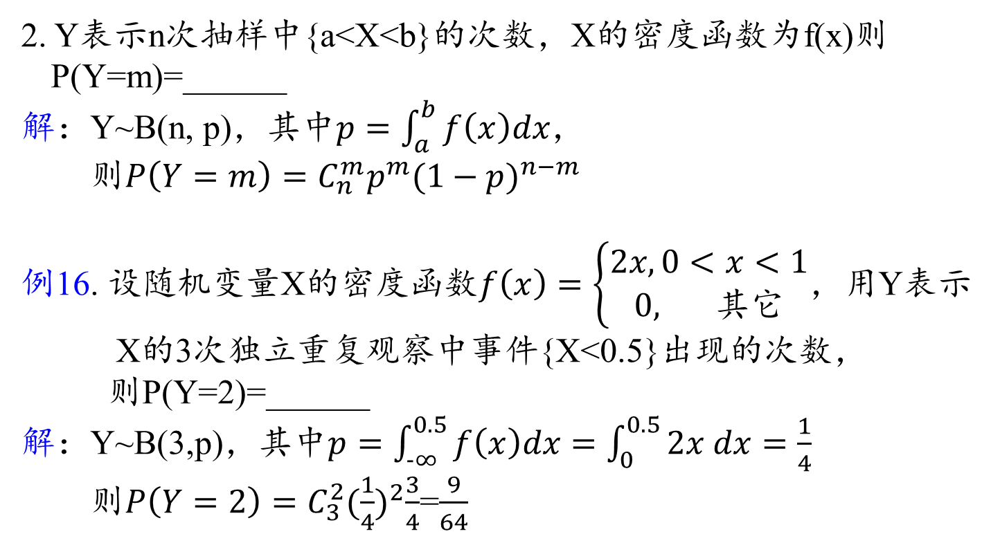 2. Y表示n次抽样中{a<X<b}的次数，X的密度函数为f(x)则
P(Y=m)=______
解：Y~B(n, p)，其中$p = \int_a^b f(x)dx$,
则$P(Y = m) = C_n^m p^m (1 - p)^{n-m}$
例16. 设随机变量X的密度函数$f(x) = \begin{cases} 2x, 0 < x < 1 \\ 0, \quad 其它 \end{cases}$，用Y表示
X的3次独立重复观察中事件{X<0.5}出现的次数，
则P(Y=2)=______
解：Y~B(3,p)，其中$p = \int_{-\infty}^{0.5} f(x)dx = \int_0^{0.5} 2x \, dx = \frac{1}{4}$
则$P(Y = 2) = C_3^2 (\frac{1}{4})^2 \frac{3}{4} = \frac{9}{64}$